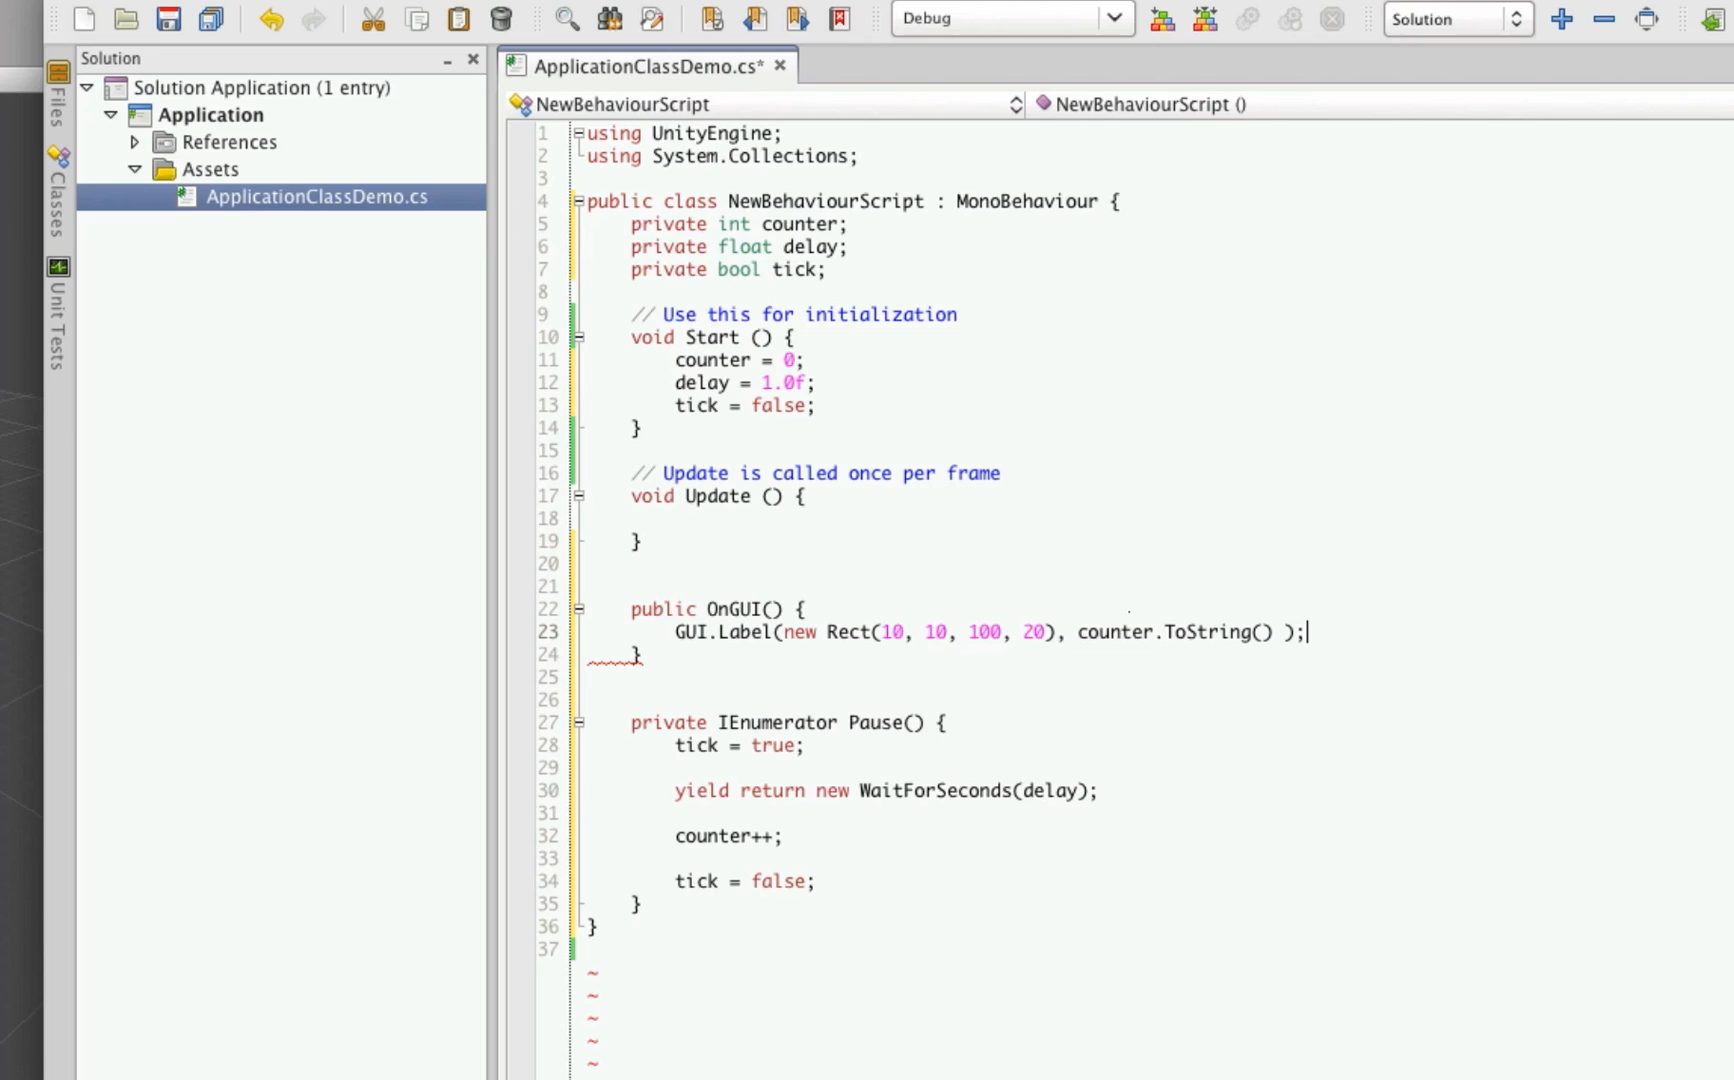 Debug
Solution
Solution
ApplicationClassDemo.cs*
Files
Classes
Unit Tests
Solution Application (1 entry)
Application
References
Assets
ApplicationClassDemo.cs
NewBehaviourScript
NewBehaviourScript ()
1 using UnityEngine;
2 using System.Collections;
3
4 public class NewBehaviourScript : MonoBehaviour {
5 private int counter;
6 private float delay;
7 private bool tick;
8
9 // Use this for initialization
10 void Start () {
11 counter = 0;
12 delay = 1.0f;
13 tick = false;
14 }
15
16 // Update is called once per frame
17 void Update () {
18
19 }
20
21
22 public OnGUI() {
23 GUI.Label(new Rect(10, 10, 100, 20), counter.ToString() );
24 }
25
26
27 private IEnumerator Pause() {
28 tick = true;
29
30 yield return new WaitForSeconds(delay);
31
32 counter++;
33
34 tick = false;
35 }
36 }
37
~
~
~
~
~